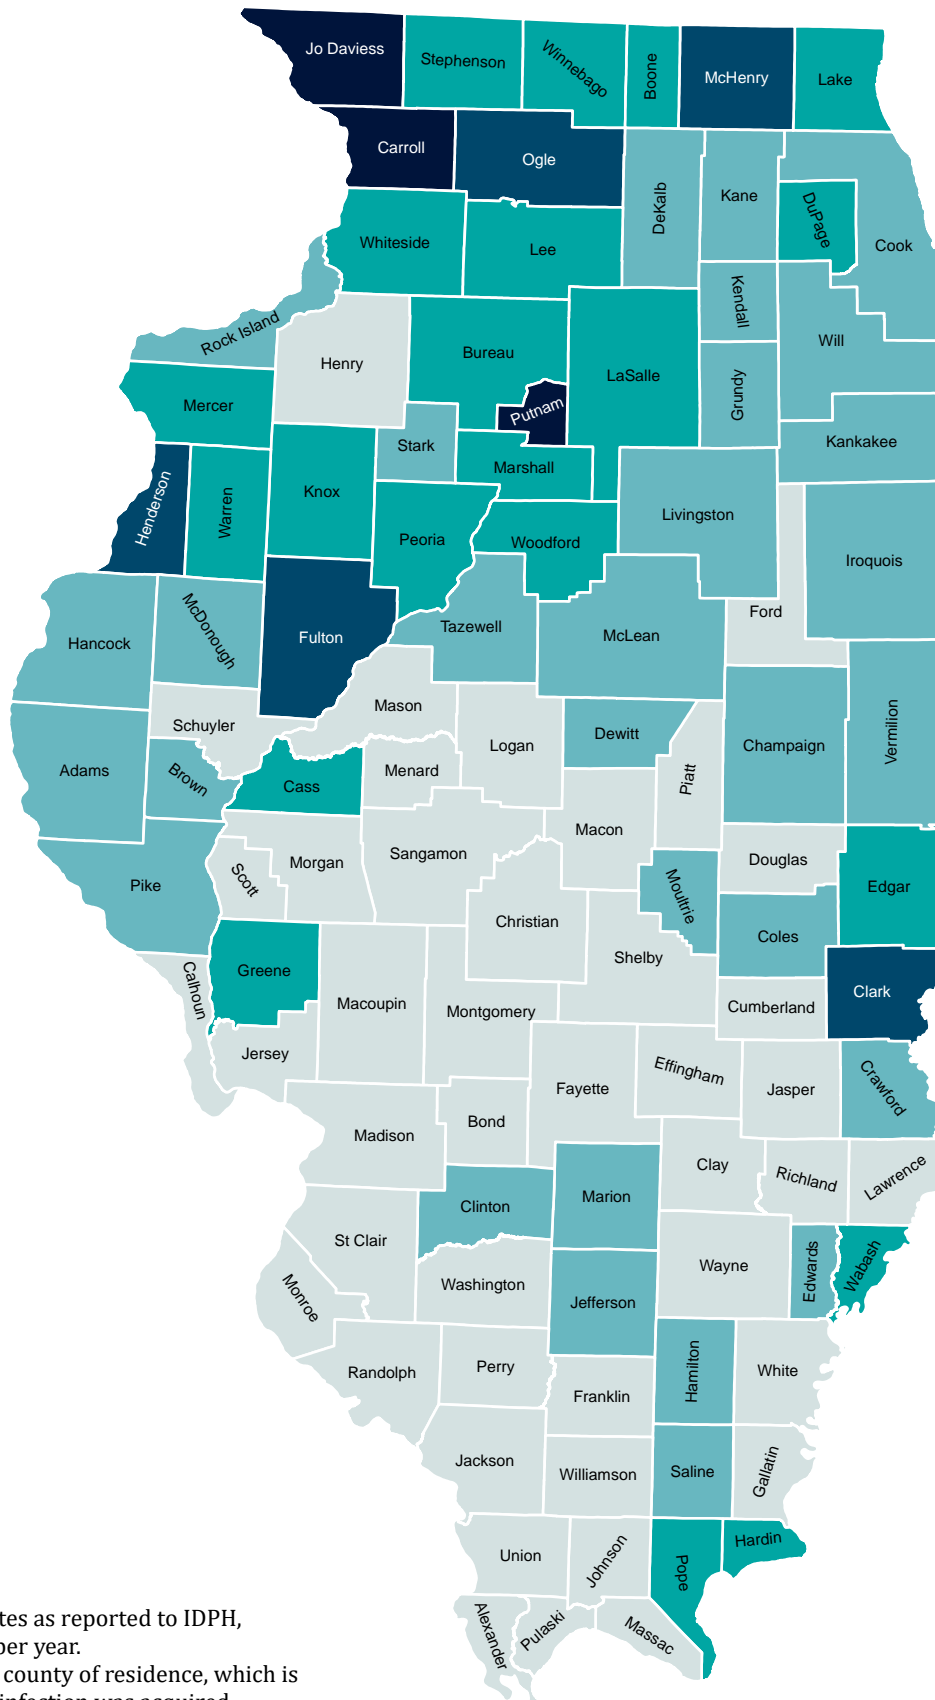 Jo Daviess
Stephenson
Winnebago
Boone
McHenry
Lake
Carroll
Ogle
DeKalb
Kane
DuPage
Cook
Whiteside
Lee
Rock Island
Henry
Bureau
LaSalle
Kendall
Will
Mercer
Putnam
Grundy
Stark
Kankakee
Henderson
Warren
Knox
Marshall
Peoria
Woodford
Livingston
Iroquois
Ford
Hancock
McDonough
Fulton
Tazewell
McLean
Schuyler
Mason
Logan
Dewitt
Champaign
Vermilion
Adams
Brown
Cass
Menard
Piatt
Macon
Pike
Scott
Morgan
Sangamon
Douglas
Edgar
Moultrie
Christian
Coles
Shelby
Calhoun
Greene
Macoupin
Montgomery
Cumberland
Clark
Jersey
Fayette
Effingham
Jasper
Crawford
Madison
Bond
Clay
Richland
Lawrence
Clinton
Marion
St Clair
Wayne
Edwards
Wabash
Monroe
Washington
Jefferson
Randolph
Perry
Franklin
Hamilton
White
Jackson
Williamson
Saline
Gallatin
Union
Johnson
Pope
Hardin
Alexander
Pulaski
Massac
tes as reported to IDPH,
per year.
county of residence, which is
infection was acquired